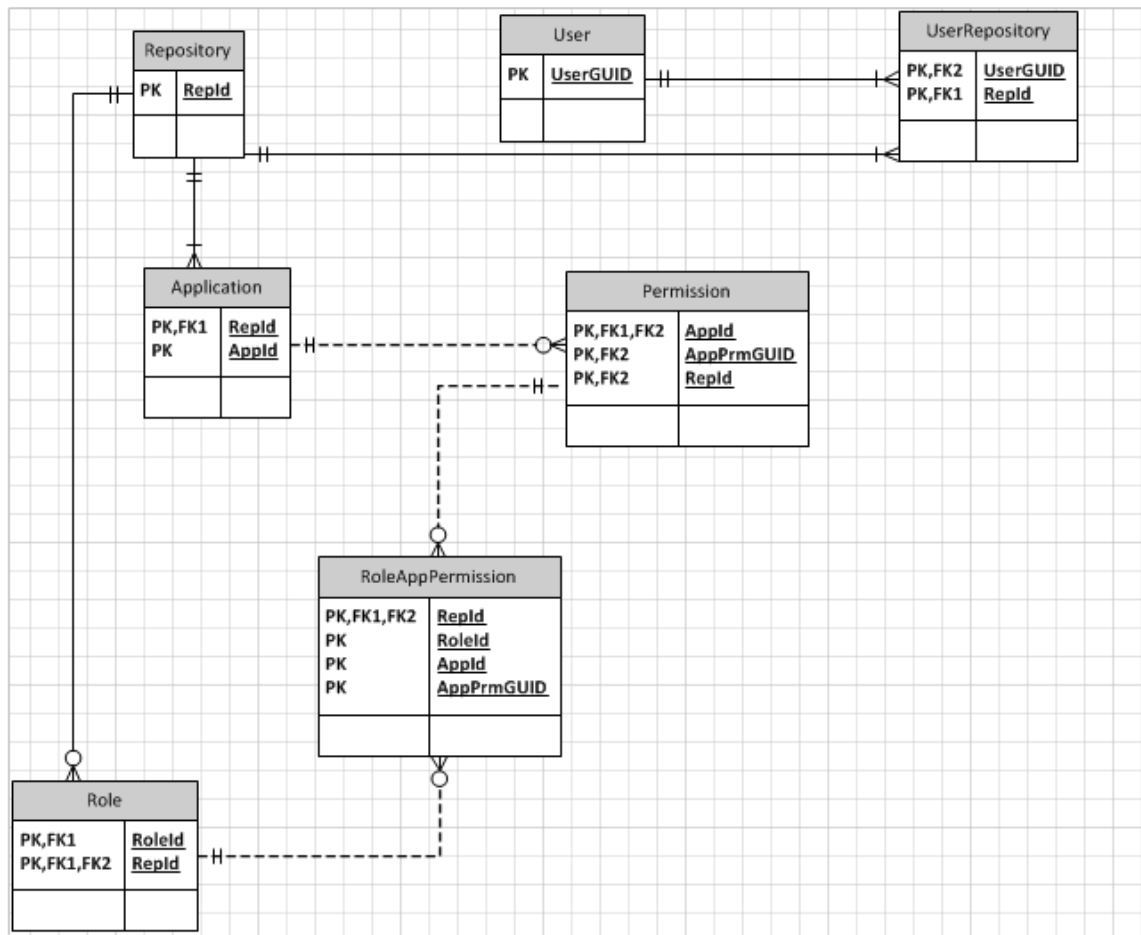 Repository
PK RepId
User
PK UserGUID
UserRepository
PK,FK2 UserGUID
PK,FK1 RepId
Application
PK,FK1 RepId
PK AppId
Permission
PK,FK1,FK2 AppId
PK,FK2 AppPrmGUID
PK,FK2 RepId
RoleAppPermission
PK,FK1,FK2 RepId
PK RoleId
PK AppId
PK AppPrmGUID
Role
PK,FK1 RoleId
PK,FK1,FK2 RepId